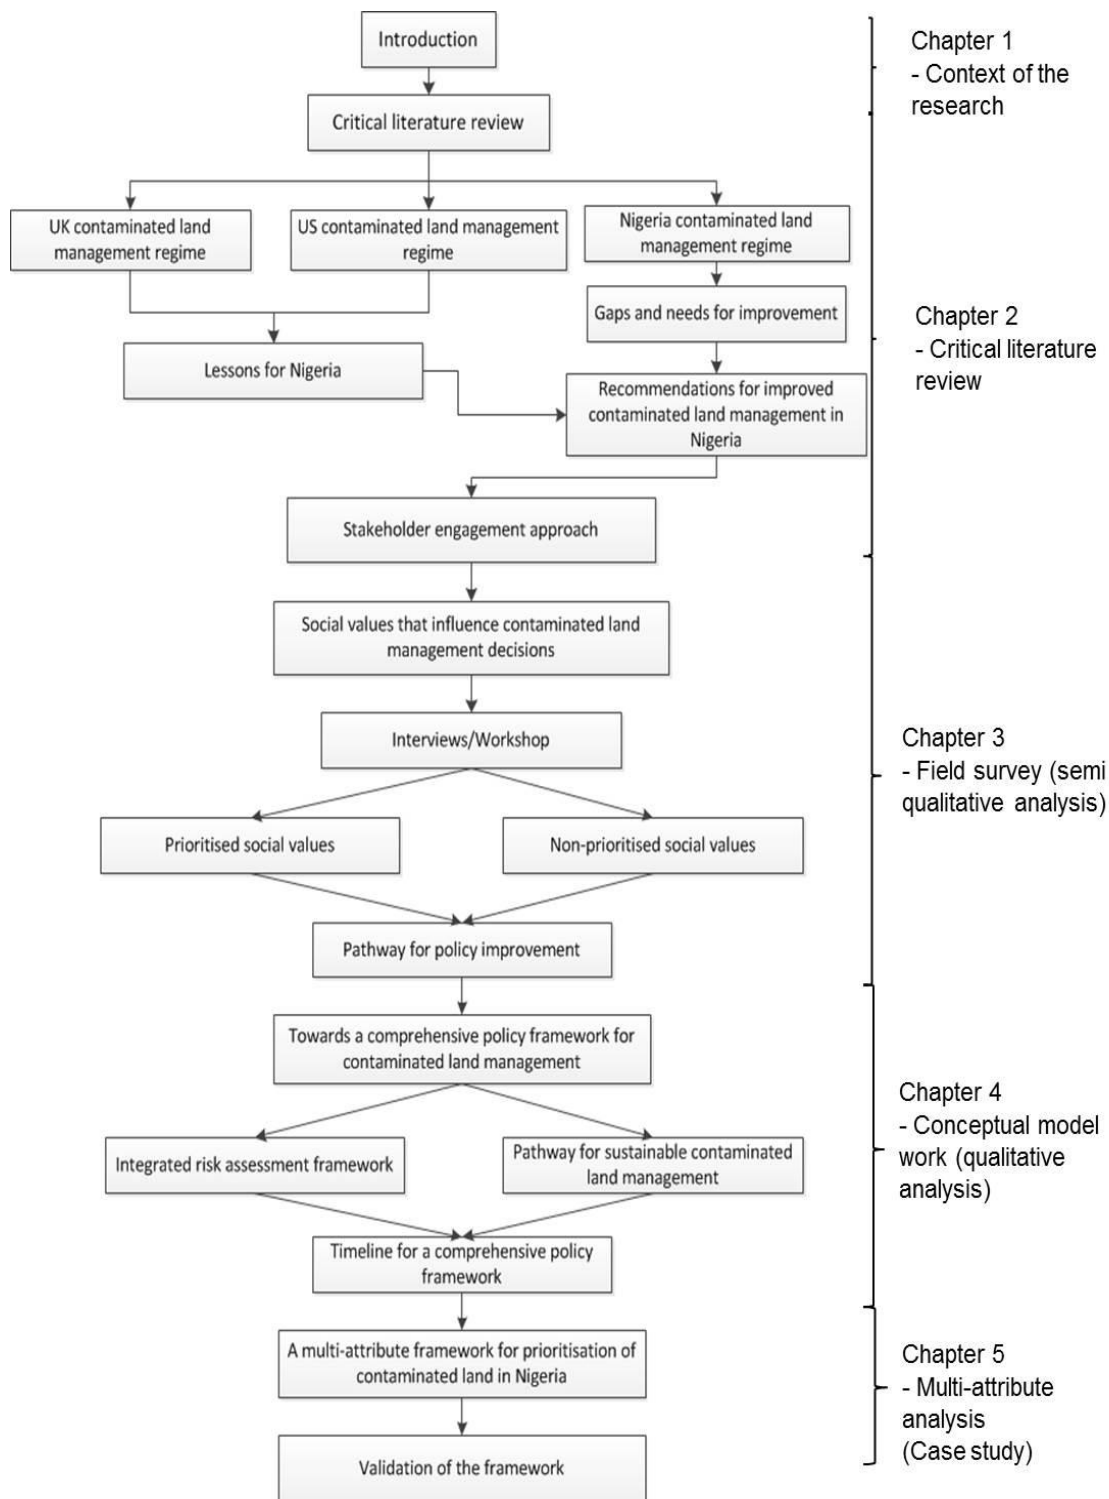 Introduction
Chapter 1
- Context of the
research
Critical literature review
UK contaminated land
management regime
US contaminated land management
regime
Nigeria contaminated land
management regime
Gaps and needs for improvement
Chapter 2
- Critical literature
review
Lessons for Nigeria
Recommendations for improved
contaminated land management in
Nigeria
Stakeholder engagement approach
Social values that influence contaminated land
management decisions
Interviews/Workshop
Chapter 3
- Field survey (semi
qualitative analysis)
Prioritised social values
Non-prioritised social values
Pathway for policy improvement
Towards a comprehensive policy framework for
contaminated land management
Chapter 4
- Conceptual model
work (qualitative
analysis)
Integrated risk assessment framework
Pathway for sustainable contaminated
land management
Timeline for a comprehensive policy
framework
A multi-attribute framework for prioritisation of
contaminated land in Nigeria
Chapter 5
- Multi-attribute
analysis
(Case study)
Validation of the framework